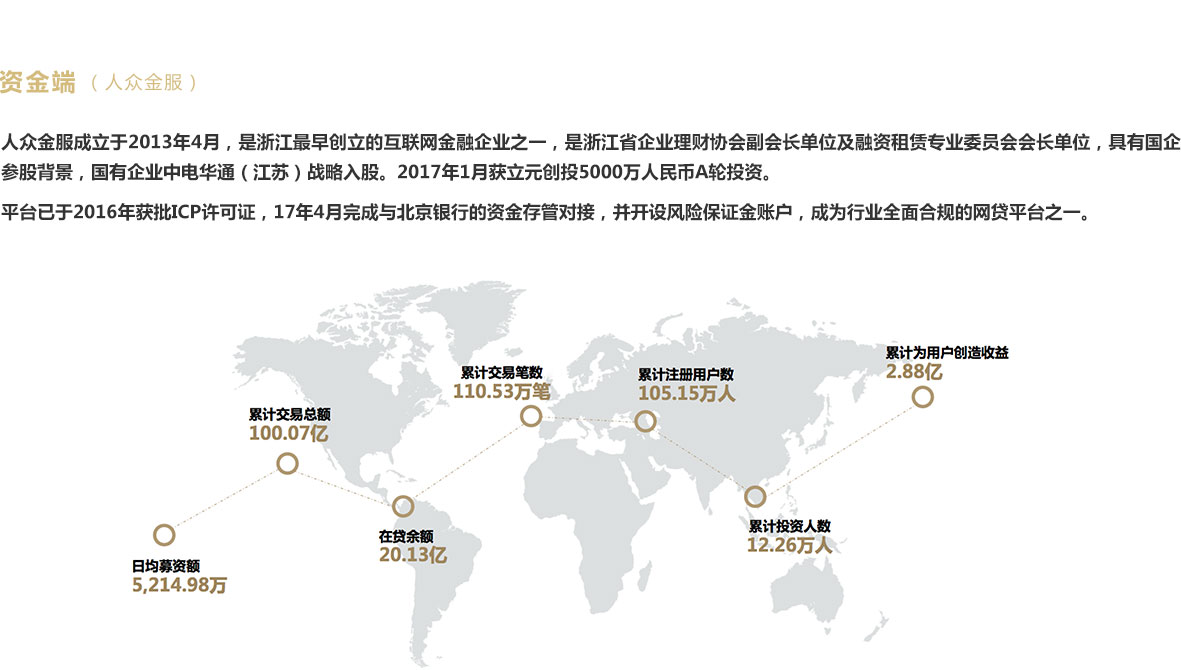 资金端（人众金服）
人众金服成立于2013年4月，是浙江最早创立的互联网金融企业之一，是浙江省企业理财协会副会长单位及融资租赁专业委员会会长单位，具有国企
参股背景，国有企业中电华通（江苏）战略入股。2017年1月获立元创投5000万人民币A轮投资。
平台已于2016年获批ICP许可证，17年4月完成与北京银行的资金存管对接，并开设风险保证金账户，成为行业全面合规的网贷平台之一。
累计为用户创造收益
2.88亿
累计交易笔数
110.53万笔
累计注册用户数
105.15万人
累计交易总额
100.07亿
在贷余额
20.13亿
累计投资人数
12.26万人
日均募资额
5,214.98万